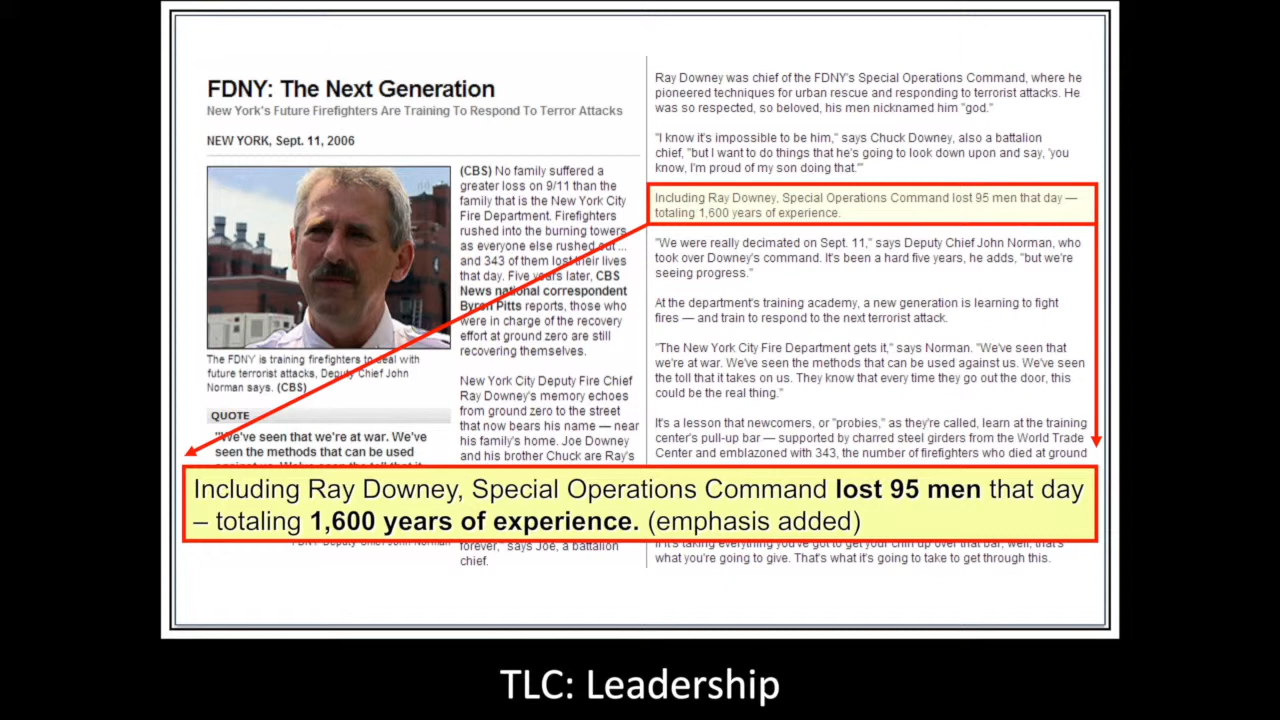 FDNY: The Next Generation
New York's Future Firefighters Are Training To Respond To Terror Attacks
NEW YORK, Sept. 11, 2006
The FDNY is training firefighters to deal with
future terrorist attacks, Deputy Chief John
Norman says. (CBS)
QUOTE
"We've seen that we're at war. We've
seen the methods that can be used
(CBS) No family suffered a
greater loss on 9/11 than the
family that is the New York City
Fire Department. Firefighters
rushed into the burning towers
as everyone else rushed out ...
and 343 of them lost their lives
that day. Five years later, CBS
News national correspondent
Byron Pitts reports, those who
were in charge of the recovery
effort at ground zero are still
recovering themselves.
New York City Deputy Fire Chief
Ray Downey's memory echoes
from ground zero to the street
that now bears his name — near
his family's home. Joe Downey
and his brother Chuck are Ray's
forever," says Joe, a battalion
chief.
Ray Downey was chief of the FDNY's Special Operations Command, where he
pioneered techniques for urban rescue and responding to terrorist attacks. He
was so respected, so beloved, his men nicknamed him "god."
"I know it's impossible to be him," says Chuck Downey, also a battalion
chief, "but I want to do things that he's going to look down upon and say, 'you
know, I'm proud of my son doing that.'"
Including Ray Downey, Special Operations Command lost 95 men that day —
totaling 1,600 years of experience.
"We were really decimated on Sept. 11," says Deputy Chief John Norman, who
took over Downey's command. It's been a hard five years, he adds, "but we're
seeing progress."
At the department's training academy, a new generation is learning to fight
fires — and train to respond to the next terrorist attack.
"The New York City Fire Department gets it," says Norman. "We've seen that
we're at war. We've seen the methods that can be used against us. We've seen
the toll that it takes on us. They know that every time they go out the door, this
could be the real thing."
It's a lesson that newcomers, or "probies," as they're called, learn at the training
center's pull-up bar — supported by charred steel girders from the World Trade
Center and emblazoned with 343, the number of firefighters who died at ground
what you're going to give. That's what it's going to take to get through this.
Including Ray Downey, Special Operations Command lost 95 men that day
– totaling 1,600 years of experience. (emphasis added)
TLC: Leadership